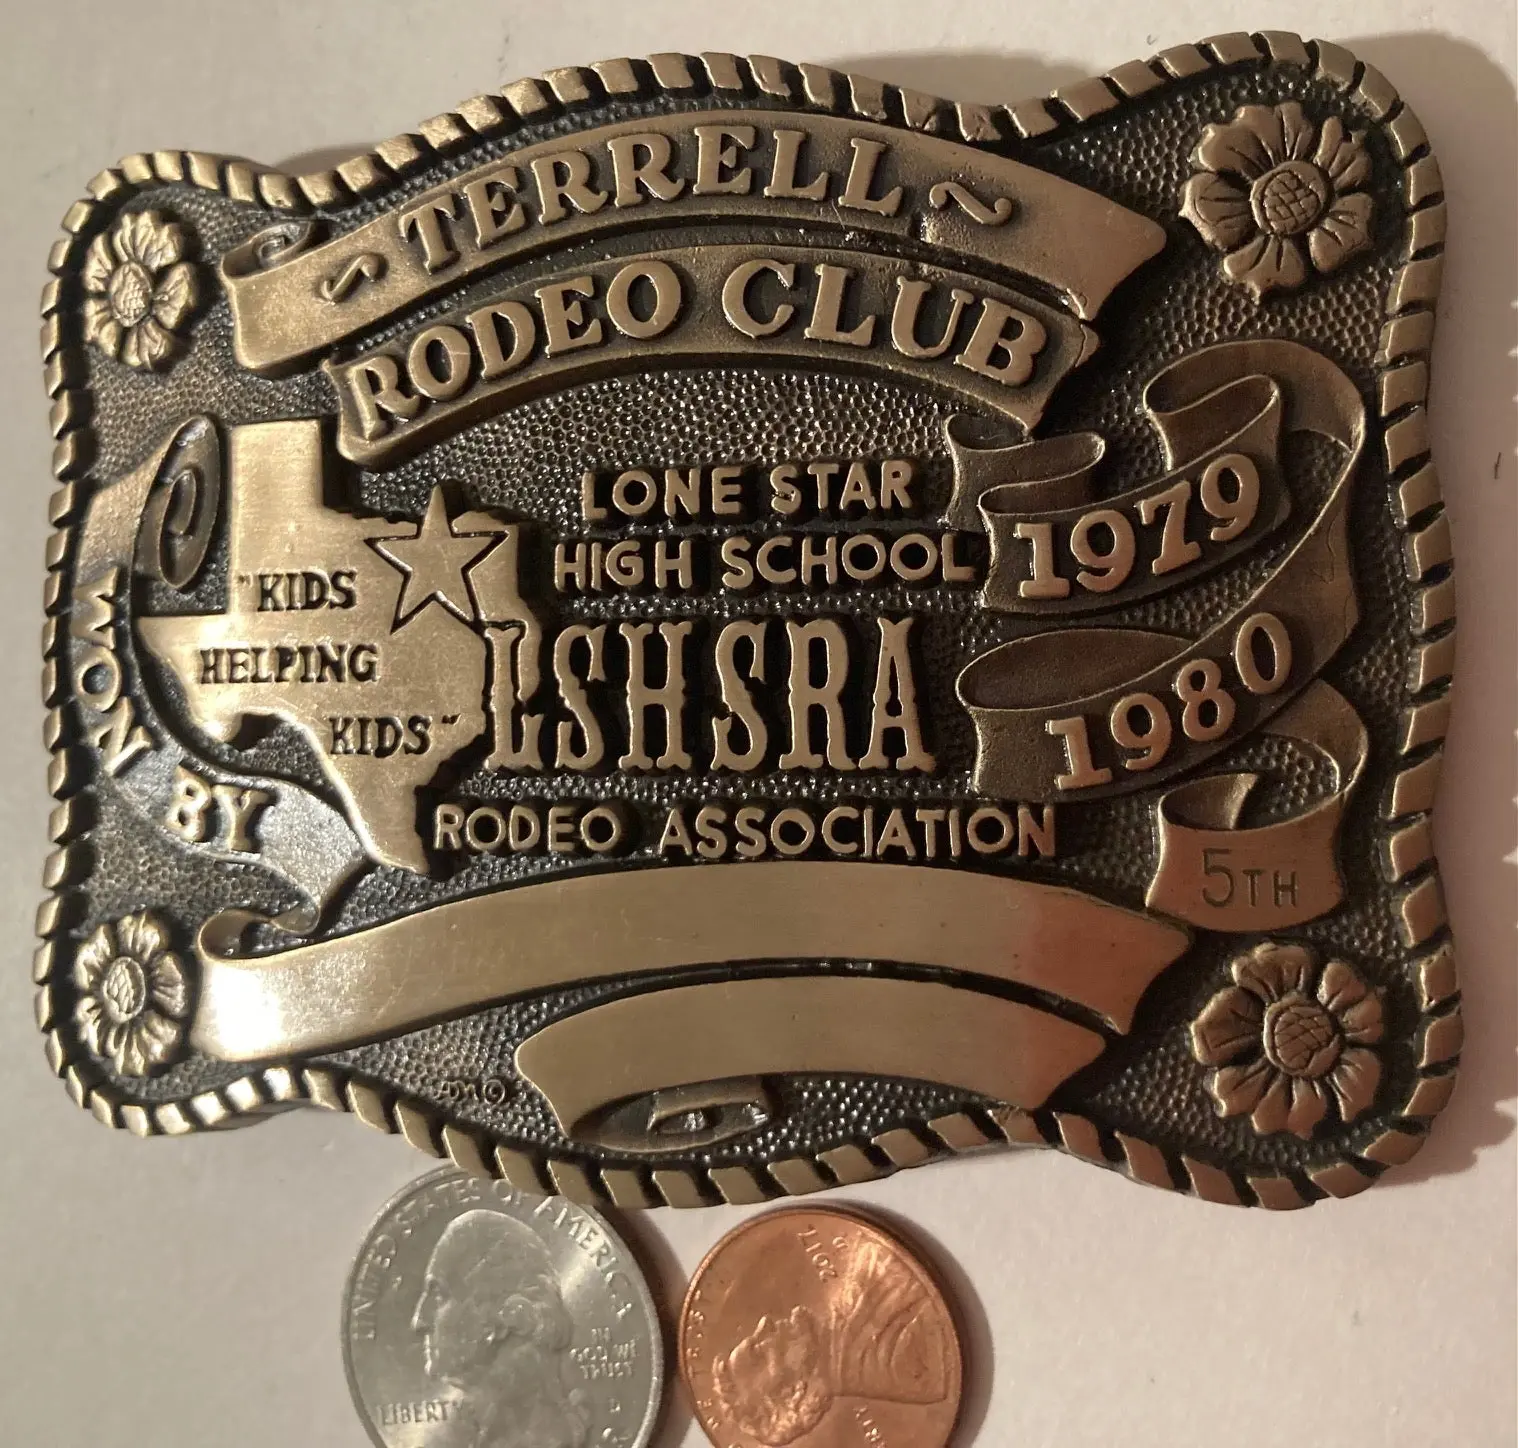 ~ TERRELL ~
RODEO CLUB
LONE STAR
HIGH SCHOOL
LSHSRA
RODEO ASSOCIATION
"KIDS
HELPING
KIDS"
WON
BY
1979
1980
5TH
©
UNITED STATES OF AMERICA
IN
GOD WE
TRUST
LIBERTY
2017
D
TRUST